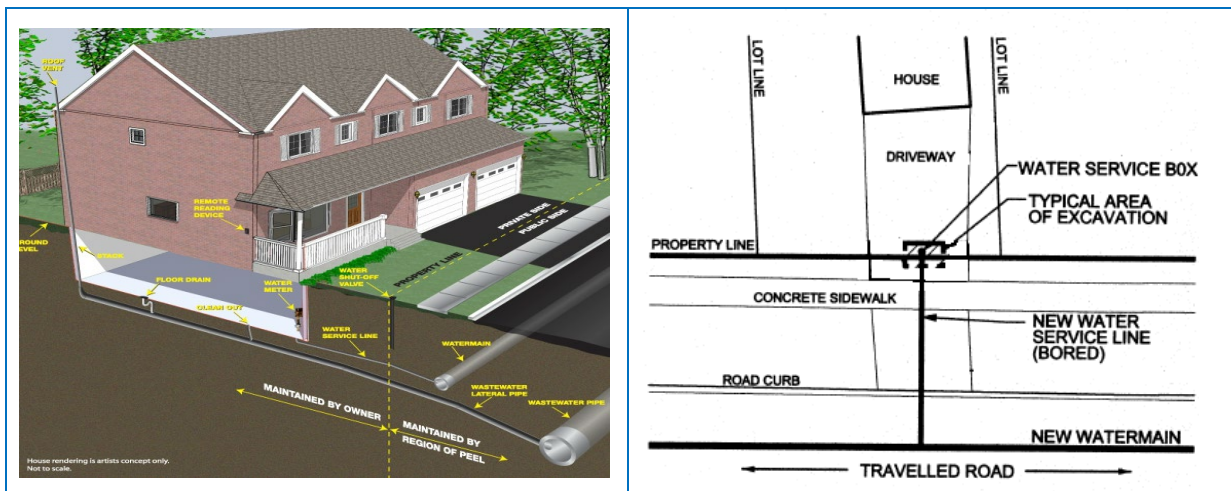 ROOF
VENT
REMOTE
READING
DEVICE
GROUND
LEVEL
STACK
FLOOR DRAIN
CLEAN OUT
WATER
METER
WATER
SHUT-OFF
VALVE
PROPERTY LINE
PRIVATE SIDE
PUBLIC SIDE
WATER
SERVICE LINE
WATERMAIN
WASTEWATER
LATERAL PIPE
WASTEWATER PIPE
MAINTAINED BY OWNER
MAINTAINED BY
REGION OF PEEL
House rendering is artists concept only.
Not to scale.
LOT LINE
HOUSE
LOT LINE
DRIVEWAY
WATER SERVICE B0X
TYPICAL AREA
OF EXCAVATION
PROPERTY LINE
CONCRETE SIDEWALK
NEW WATER
SERVICE LINE
(BORED)
ROAD CURB
NEW WATERMAIN
TRAVELLED ROAD